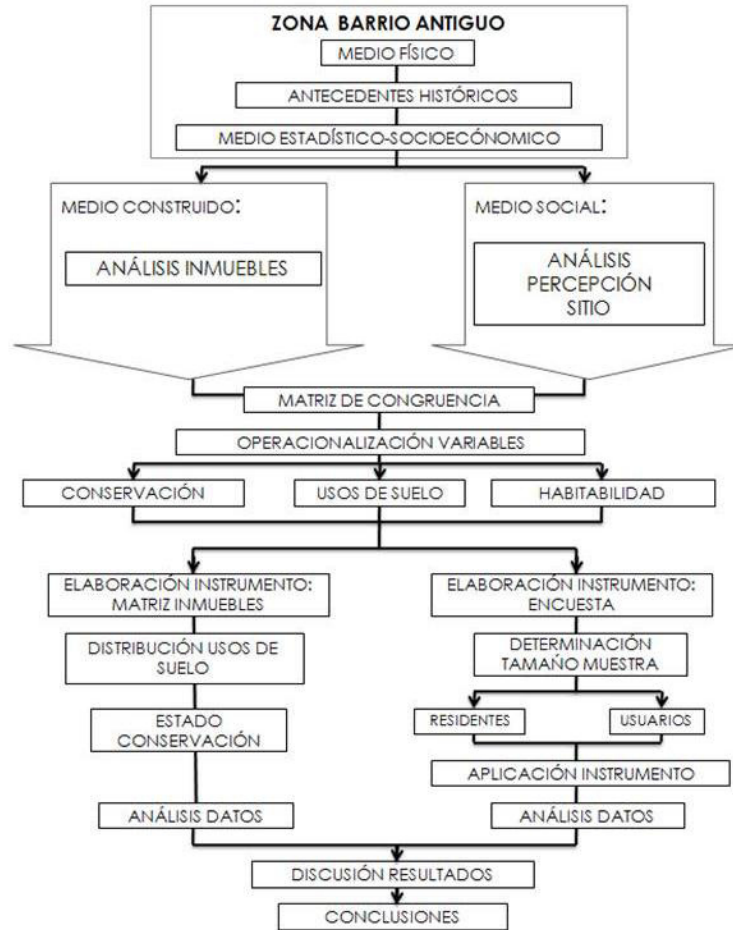 ZONA BARRIO ANTIGUO
MEDIO FÍSICO
ANTECEDENTES HISTÓRICOS
MEDIO ESTADÍSTICO-SOCIOECÓNOMICO
MEDIO CONSTRUIDO:
ANÁLISIS INMUEBLES
MEDIO SOCIAL:
ANÁLISIS
PERCEPCIÓN
SITIO
MATRIZ DE CONGRUENCIA
OPERACIONALIZACIÓN VARIABLES
CONSERVACIÓN
USOS DE SUELO
HABITABILIDAD
ELABORACIÓN INSTRUMENTO:
MATRIZ INMUEBLES
DISTRIBUCIÓN USOS DE
SUELO
ESTADO
CONSERVACIÓN
ANÁLISIS DATOS
ELABORACIÓN INSTRUMENTO:
ENCUESTA
DETERMINACIÓN
TAMAÑO MUESTRA
RESIDENTES
USUARIOS
APLICACIÓN INSTRUMENTO
ANÁLISIS DATOS
DISCUSIÓN RESULTADOS
CONCLUSIONES